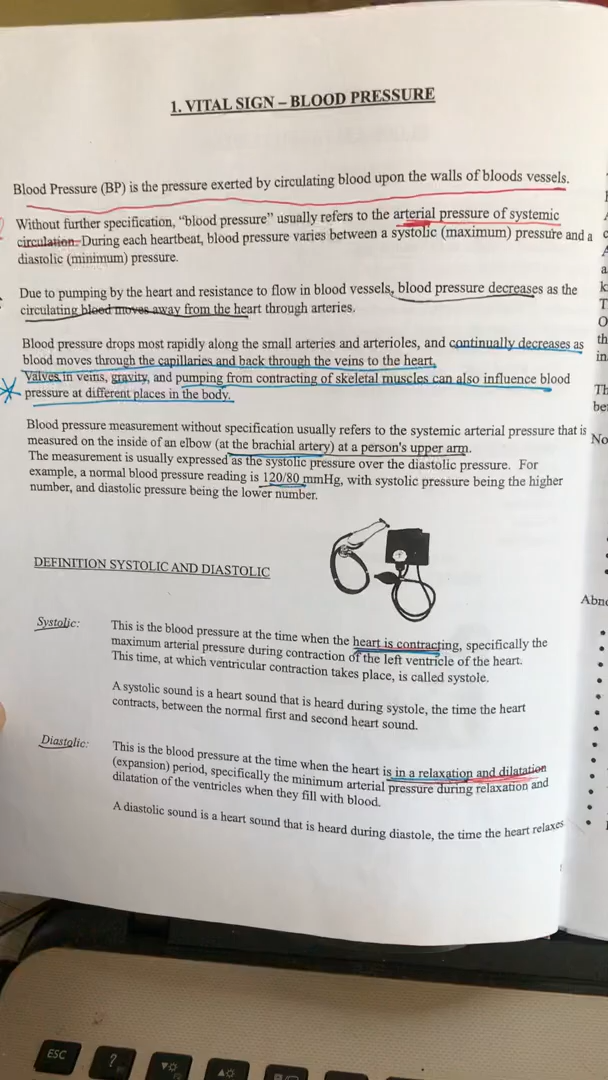 1. VITAL SIGN – BLOOD PRESSURE
Blood Pressure (BP) is the pressure exerted by circulating blood upon the walls of bloods vessels.
Without further specification, “blood pressure” usually refers to the arterial pressure of systemic
circulation. During each heartbeat, blood pressure varies between a systolic (maximum) pressure and a
diastolic (minimum) pressure.
Due to pumping by the heart and resistance to flow in blood vessels, blood pressure decreases as the
circulating blood moves away from the heart through arteries.
Blood pressure drops most rapidly along the small arteries and arterioles, and continually decreases as
blood moves through the capillaries and back through the veins to the heart.
Valves in veins, gravity, and pumping from contracting of skeletal muscles can also influence blood
pressure at different places in the body.
Blood pressure measurement without specification usually refers to the systemic arterial pressure that is
measured on the inside of an elbow (at the brachial artery) at a person's upper arm.
The measurement is usually expressed as the systolic pressure over the diastolic pressure. For
example, a normal blood pressure reading is 120/80 mmHg, with systolic pressure being the higher
number, and diastolic pressure being the lower number.
DEFINITION SYSTOLIC AND DIASTOLIC
Systolic: This is the blood pressure at the time when the heart is contracting, specifically the
maximum arterial pressure during contraction of the left ventricle of the heart.
This time, at which ventricular contraction takes place, is called systole.
A systolic sound is a heart sound that is heard during systole, the time the heart
contracts, between the normal first and second heart sound.
Diastolic: This is the blood pressure at the time when the heart is in a relaxation and dilatation
(expansion) period, specifically the minimum arterial pressure during relaxation and
dilatation of the ventricles when they fill with blood.
A diastolic sound is a heart sound that is heard during diastole, the time the heart relaxes
No
ESC
?